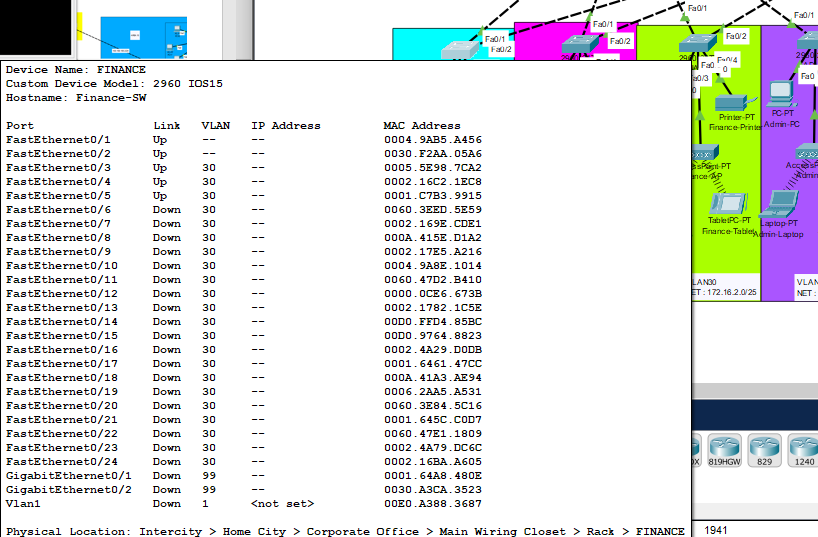 Fa0/1
Fa0/1
Fa0/1
Fa0/1
Fa0/2
Fa0/2
Fa0/2
Device Name: FINANCE
Custom Device Model: 2960 IOS15
Hostname: Finance-SW
Port Link VLAN IP Address MAC Address
FastEthernet0/1 Up -- -- 0004.9AB5.A456
FastEthernet0/2 Up -- -- 0030.F2AA.05A6
FastEthernet0/3 Up 30 -- 0005.5E98.7CA2
FastEthernet0/4 Up 30 -- 0002.16C2.1EC8
FastEthernet0/5 Up 30 -- 0001.C7B3.9915
FastEthernet0/6 Down 30 -- 0060.3EED.5E59
FastEthernet0/7 Down 30 -- 0002.169E.CDE1
FastEthernet0/8 Down 30 -- 000A.415E.D1A2
FastEthernet0/9 Down 30 -- 0002.17E5.A216
FastEthernet0/10 Down 30 -- 0004.9A8E.1014
FastEthernet0/11 Down 30 -- 0060.47D2.B410
FastEthernet0/12 Down 30 -- 0000.0CE6.673B
FastEthernet0/13 Down 30 -- 0002.1782.1C5E
FastEthernet0/14 Down 30 -- 00D0.FFD4.85BC
FastEthernet0/15 Down 30 -- 00D0.9764.8823
FastEthernet0/16 Down 30 -- 0002.4A29.D0DB
FastEthernet0/17 Down 30 -- 0001.6461.47CC
FastEthernet0/18 Down 30 -- 000A.41A3.AE94
FastEthernet0/19 Down 30 -- 0006.2AA5.A531
FastEthernet0/20 Down 30 -- 0060.3E84.5C16
FastEthernet0/21 Down 30 -- 0001.645C.C0D7
FastEthernet0/22 Down 30 -- 0060.47E1.1809
FastEthernet0/23 Down 30 -- 0002.4A79.DC6C
FastEthernet0/24 Down 30 -- 0002.16BA.A605
GigabitEthernet0/1 Down 99 -- 0001.64A8.480E
GigabitEthernet0/2 Down 99 -- 0030.A3CA.3523
Vlan1 Down 1 <not set> 00E0.A388.3687
Physical Location: Intercity > Home City > Corporate Office > Main Wiring Closet > Rack > FINANCE
Fa0/4
Fa0
Printer-PT
Finance-Printer
PC-PT
Admin-PC
TabletPC-PT
Finance-Tablet
Laptop-PT
Admin-Laptop
LAN30
ET : 172.16.2.0/25
VLAN
NET :
819HGW
829
1240
1941